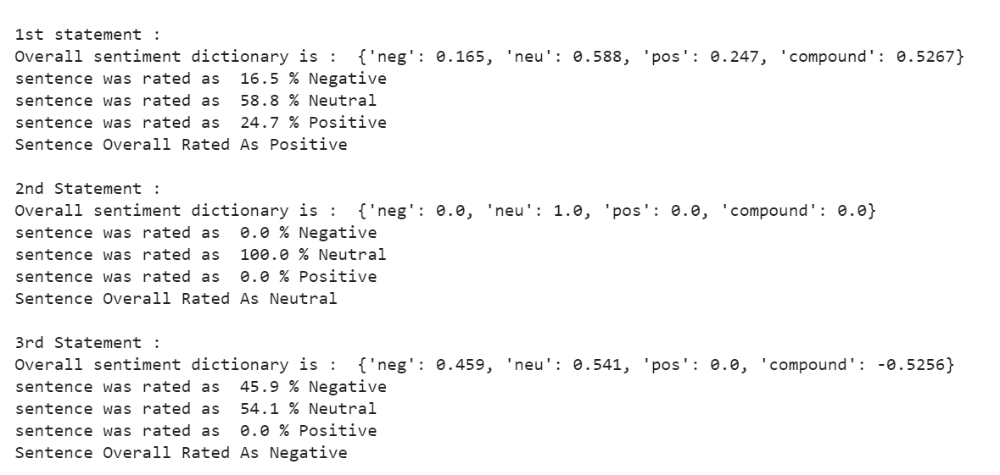 1st statement :
Overall sentiment dictionary is :  {'neg': 0.165, 'neu': 0.588, 'pos': 0.247, 'compound': 0.5267}
sentence was rated as  16.5 % Negative
sentence was rated as  58.8 % Neutral
sentence was rated as  24.7 % Positive
Sentence Overall Rated As Positive

2nd Statement :
Overall sentiment dictionary is :  {'neg': 0.0, 'neu': 1.0, 'pos': 0.0, 'compound': 0.0}
sentence was rated as  0.0 % Negative
sentence was rated as  100.0 % Neutral
sentence was rated as  0.0 % Positive
Sentence Overall Rated As Neutral

3rd Statement :
Overall sentiment dictionary is :  {'neg': 0.459, 'neu': 0.541, 'pos': 0.0, 'compound': -0.5256}
sentence was rated as  45.9 % Negative
sentence was rated as  54.1 % Neutral
sentence was rated as  0.0 % Positive
Sentence Overall Rated As Negative